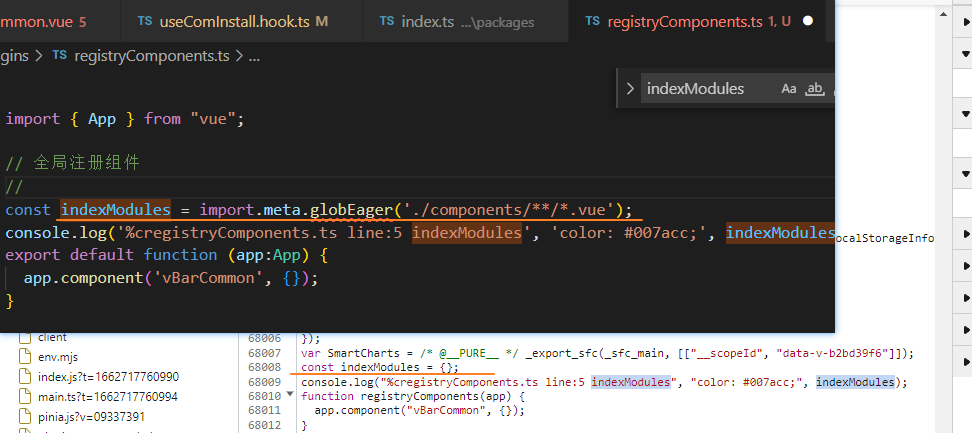 mmon.vue 5
TS useComInstall.hook.ts M
TS index.ts ...\packages
TS registryComponents.ts 1, U
gins > TS registryComponents.ts > ...
indexModules Aa ab
import { App } from "vue";
// 全局注册组件
//
const indexModules = import.meta.globEager('./components/**/*.vue');
console.log('%cregistryComponents.ts line:5 indexModules', 'color: #007acc;', indexModules
export default function (app:App) {
app.component('vBarCommon', {});
}
ocalStorageInfo
client
env.mjs
index.js?t=1662717760990
main.ts?t=1662717760994
pinia.js?v=09337391
68006 });
68007 var SmartCharts = /* @__PURE__ */ _export_sfc(_sfc_main, [["__scopeId", "data-v-b2bd39f6"]]);
68008 const indexModules = {};
68009 console.log("%cregistryComponents.ts line:5 indexModules", "color: #007acc;", indexModules);
68010 function registryComponents(app) {
68011 app.component("vBarCommon", {});
68012 }